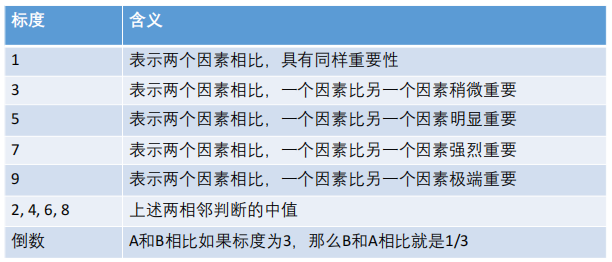 标度 含义
1 表示两个因素相比，具有同样重要性
3 表示两个因素相比，一个因素比另一个因素稍微重要
5 表示两个因素相比，一个因素比另一个因素明显重要
7 表示两个因素相比，一个因素比另一个因素强烈重要
9 表示两个因素相比，一个因素比另一个因素极端重要
2, 4, 6, 8 上述两相邻判断的中值
倒数 A和B相比如果标度为3，那么B和A相比就是1/3